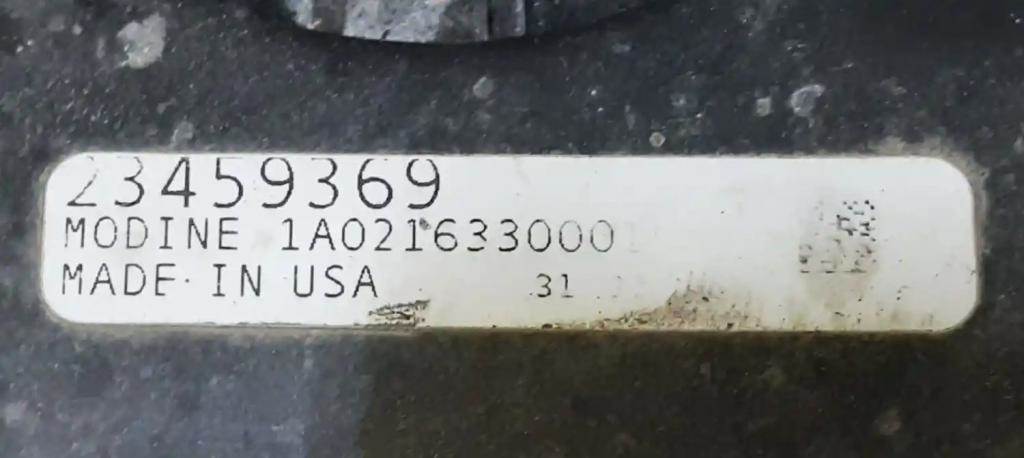 23459369
MODINE 1A021633000
MADE IN USA 31